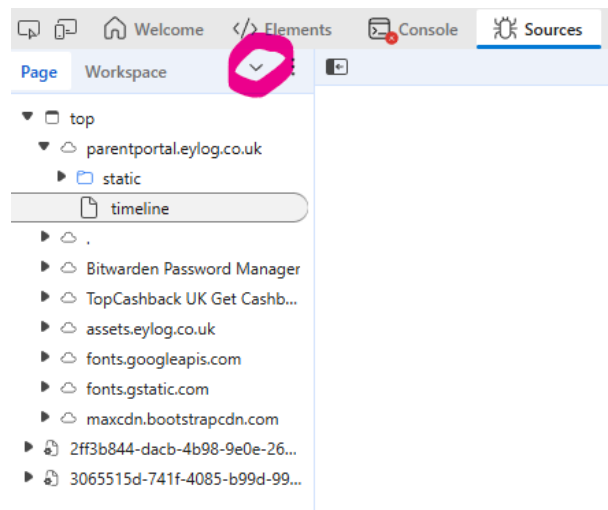 Welcome Elements Console Sources
Page Workspace
top
parentportal.eylog.co.uk
static
timeline
.
Bitwarden Password Manager
TopCashback UK Get Cashb...
assets.eylog.co.uk
fonts.googleapis.com
fonts.gstatic.com
maxcdn.bootstrapcdn.com
2ff3b844-dacb-4b98-9e0e-26...
3065515d-741f-4085-b99d-99...